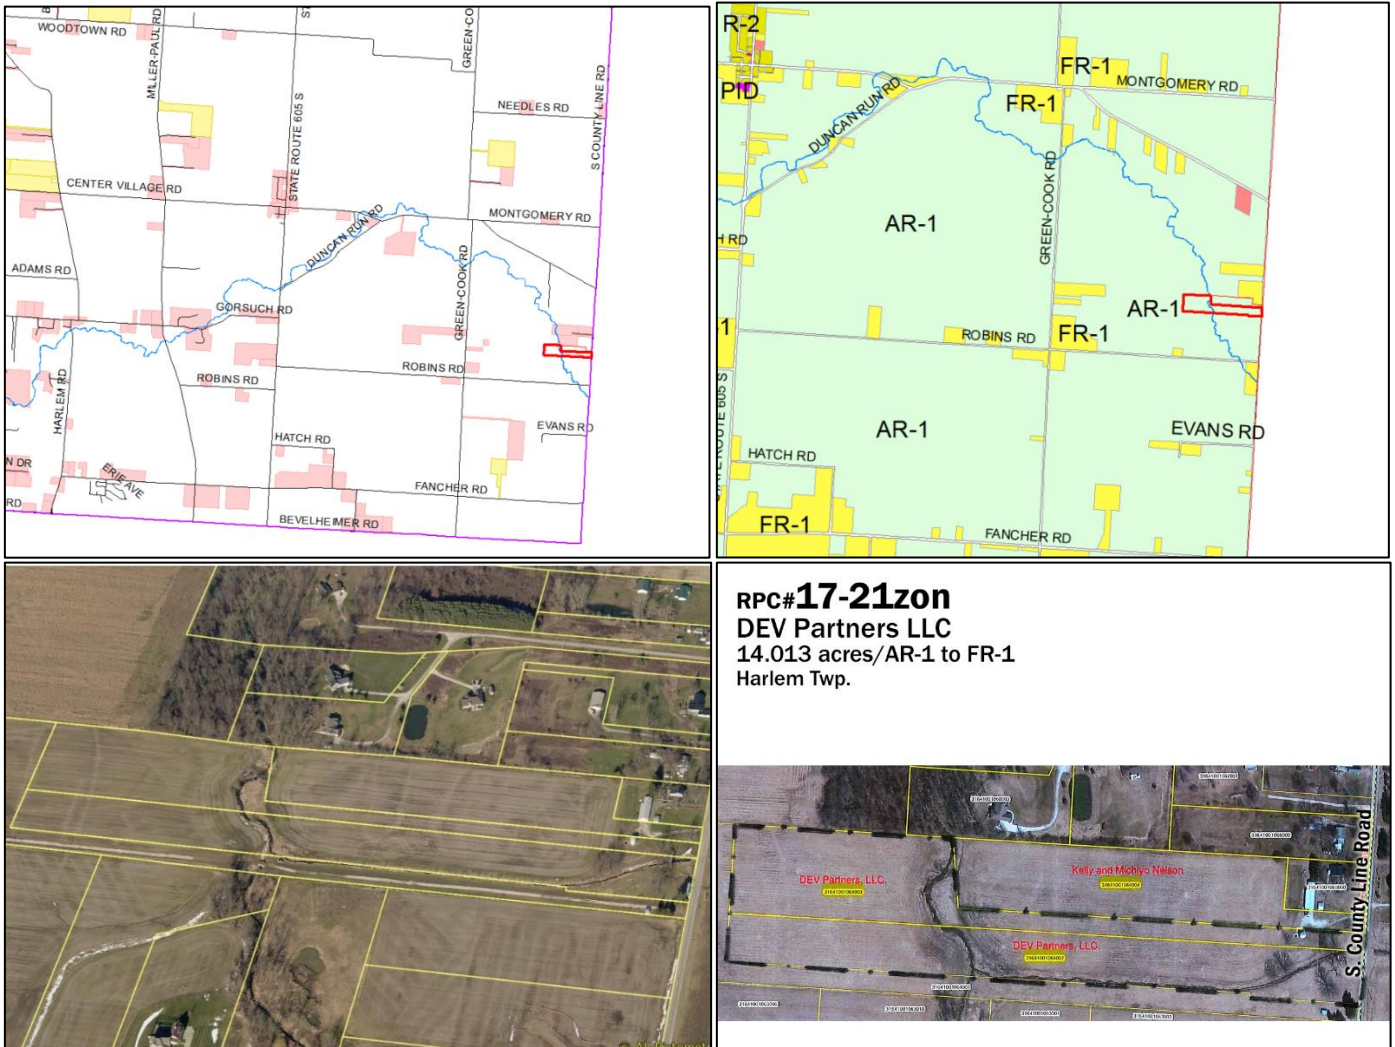 WOODTOWN RD
MILLER-PAUL RD
GREEN-CO
NEEDLES RD
S COUNTY LINE RD
STATE ROUTE 605 S
CENTER VILLAGE RD
MONTGOMERY RD
DUNCAN RUN RD
ADAMS RD
GORSUCH RD
GREEN-COOK RD
ROBINS RD
ROBINS RD
HARLEM RD
EVANS RD
HATCH RD
N DR
ERIE AVE
FANCHER RD
RD
BEVELHEIMER RD
R-2
FR-1
MONTGOMERY RD
PID
FR-1
DUNCAN RUN RD
GREEN-COOK RD
AR-1
H RD
AR-1
-1
ROBINS RD
FR-1
AR-1
EVANS RD
HATCH RD
FR-1
FANCHER RD
RPC#17-21zon
DEV Partners LLC
14.013 acres/AR-1 to FR-1
Harlem Twp.
DEV Partners, LLC.
Kelly and Michiyo Nelson
DEV Partners, LLC.
S. County Line Road